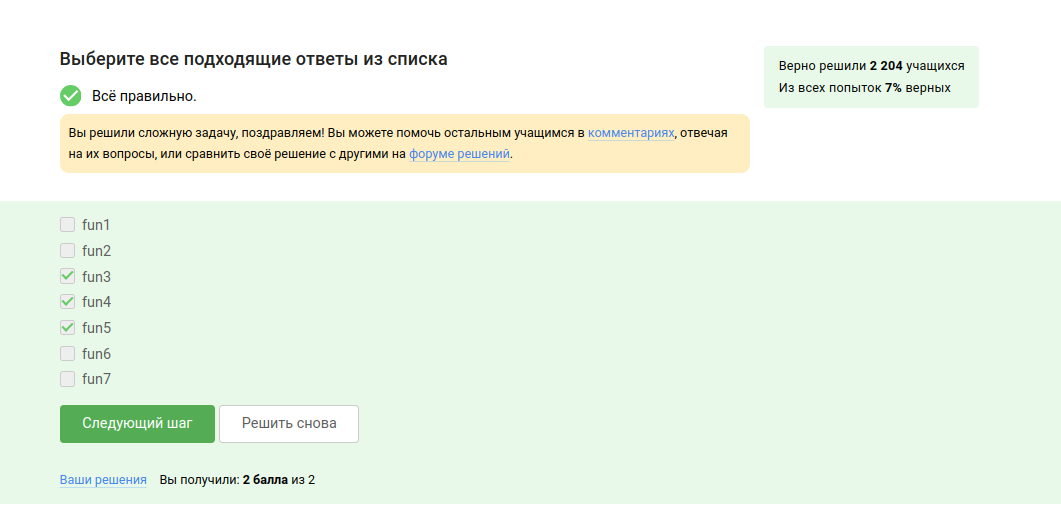 Выберите все подходящие ответы из списка
Верно решили 2 204 учащихся
Из всех попыток 7% верных
Всё правильно.
Вы решили сложную задачу, поздравляем! Вы можете помочь остальным учащимся в комментариях, отвечая
на их вопросы, или сравнить своё решение с другими на форуме решений.
fun1
fun2
fun3
fun4
fun5
fun6
fun7
Следующий шаг
Решить снова
Ваши решения Вы получили: 2 балла из 2